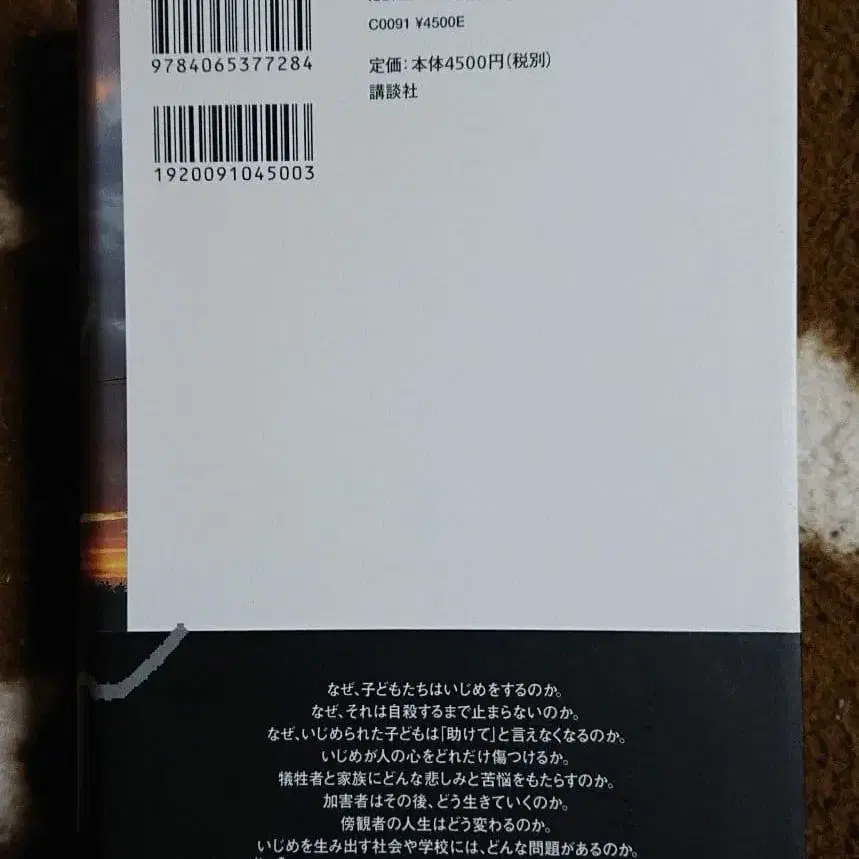 C0091 ¥4500E
9784065377284
定価：本体4500円（税別）
講談社
1920091045003
なぜ、子どもたちはいじめをするのか。
なぜ、それは自殺するまで止まらないのか。
なぜ、いじめられた子どもは「助けて」と言えなくなるのか。
いじめが人の心をどれだけ傷つけるか。
犠牲者と家族にどんな悲しみと苦悩をもたらすのか。
加害者はその後、どう生きていくのか。
傍観者の人生はどう変わるのか。
いじめを生み出す社会や学校には、どんな問題があるのか。